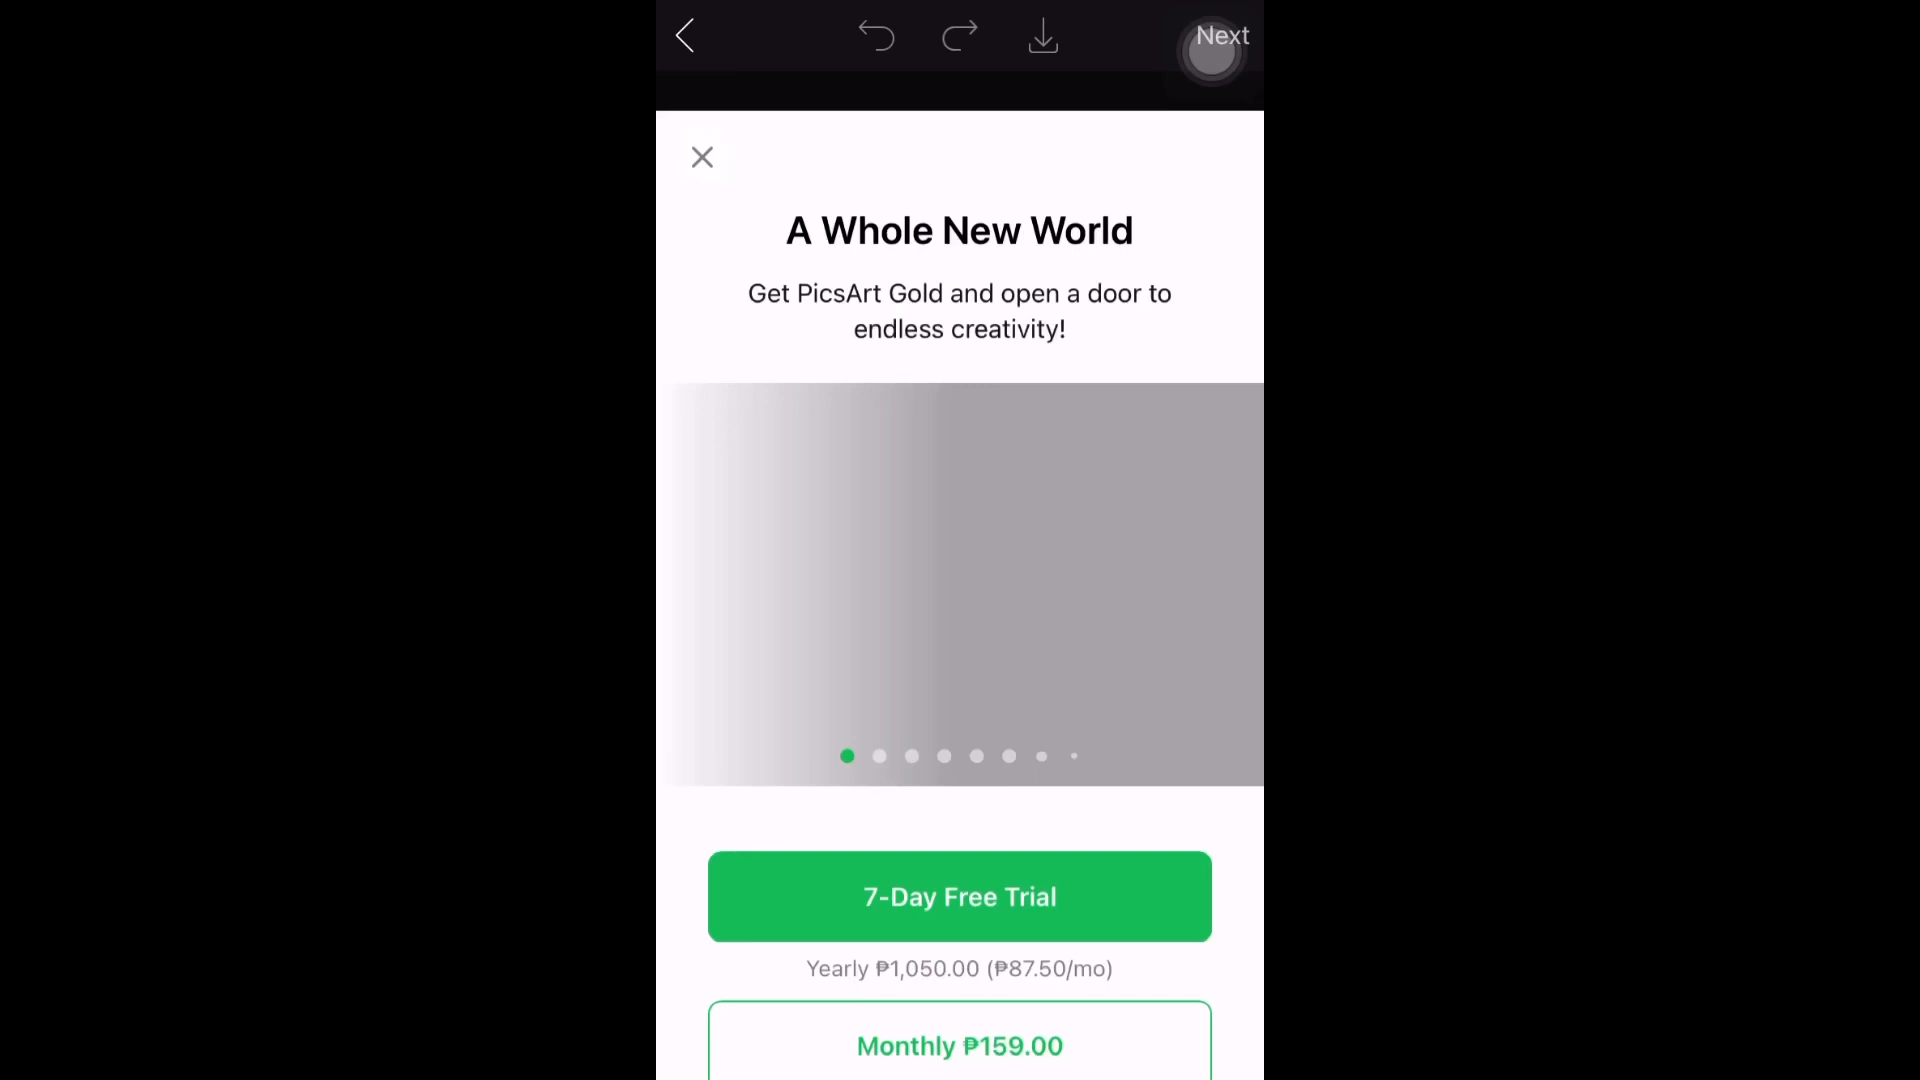 Next
A Whole New World
Get PicsArt Gold and open a door to
endless creativity!
7-Day Free Trial
Yearly ₱1,050.00 (₱87.50/mo)
Monthly ₱159.00